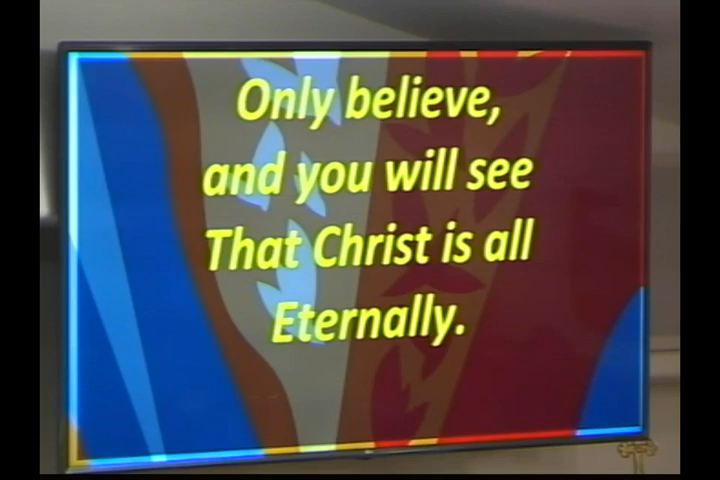 Only believe,
and you will see
That Christ is all
Eternally.